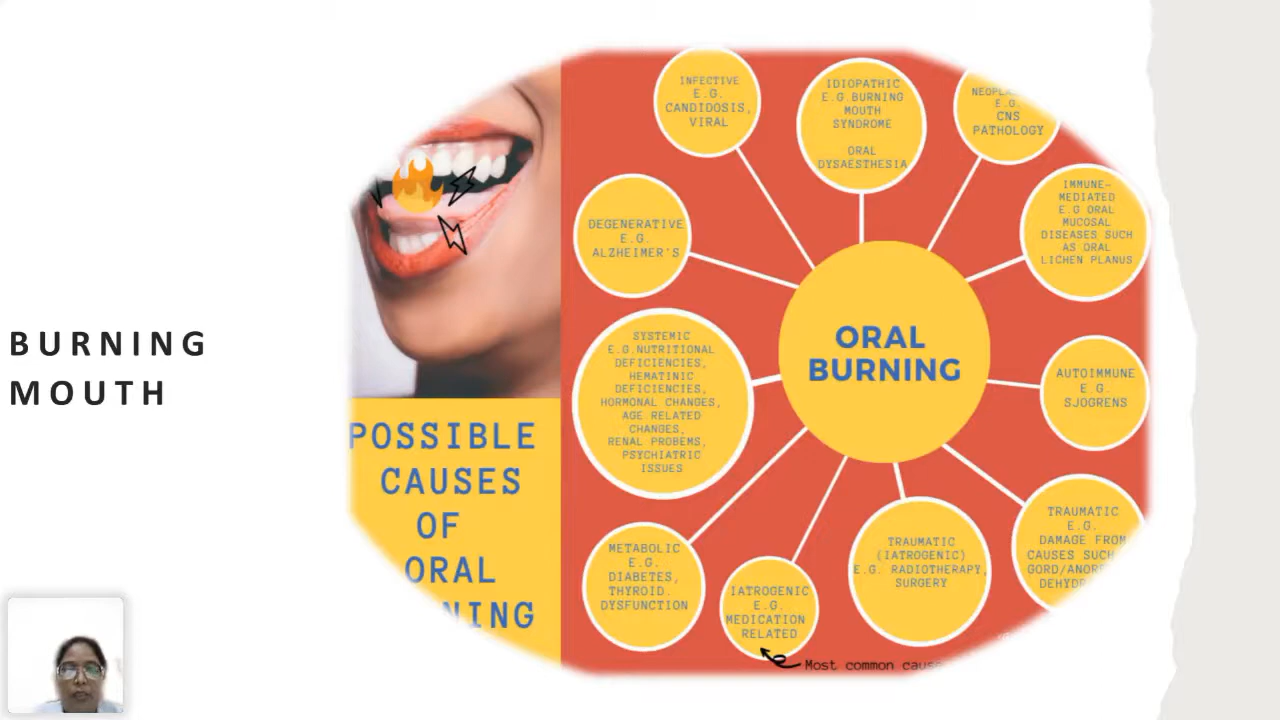 BURNING
MOUTH
POSSIBLE
CAUSES
OF
ORAL
ORAL
BURNING
INFECTIVE
E.G.
CANDIDOSIS,
VIRAL
IDIOPATHIC
E.G.BURNING
MOUTH
SYNDROME
ORAL
DYSAESTHESIA
E.G.
CNS
PATHOLOGY
IMMUNE-
MEDIATED
E.G ORAL
MUCOSAL
DISEASES SUCH
AS ORAL
LICHEN PLANUS
DEGENERATIVE
E.G.
ALZHEIMER'S
SYSTEMIC
E.G.NUTRITIONAL
DEFICIENCIES,
HEMATINIC
DEFICIENCIES,
HORMONAL CHANGES,
AGE RELATED
CHANGES,
RENAL PROBEMS,
PSYCHIATRIC
ISSUES
AUTOIMMUNE
E G.
SJOGRENS
METABOLIC
E.G.
DIABETES,
THYROID.
DYSFUNCTION
IATROGENIC
E.G.
MEDICATION
RELATED
TRAUMATIC
(IATROGENIC)
E.G. RADIOTHERAPY,
SURGERY
TRAUMATIC
E.G.
DAMAGE FROM
CAUSES SUCH
Most common